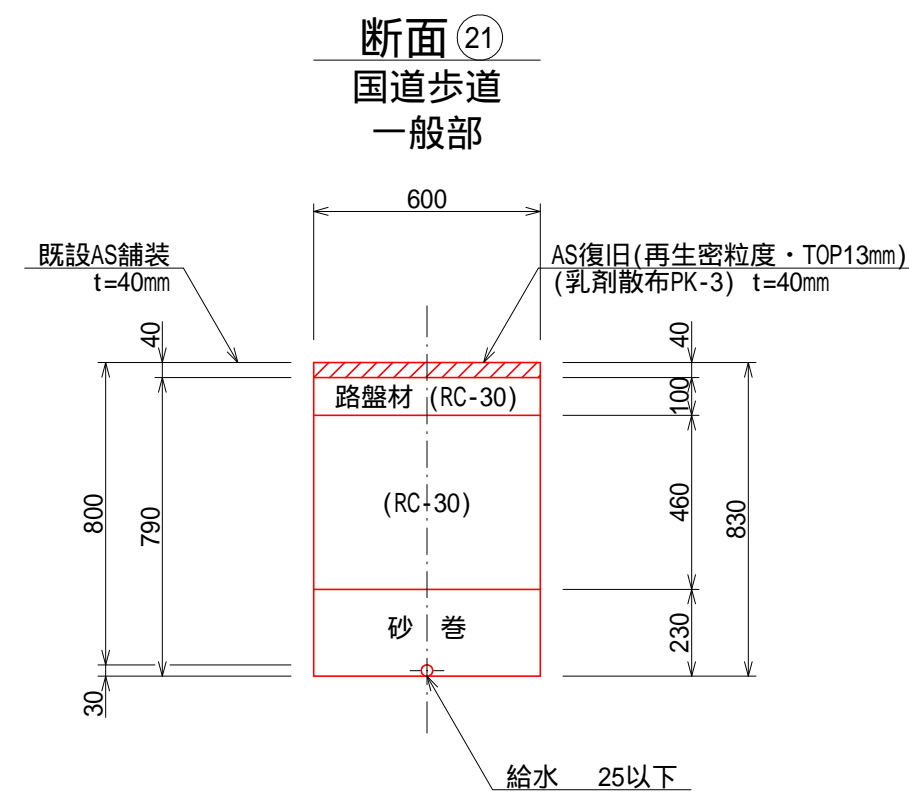 断面 21
国道歩道
一般部
600
既設AS舗装
t=40mm
AS復旧(再生密粒度・TOP13mm)
(乳剤散布PK-3) t=40mm
40
40
路盤材 (RC-30)
100
800
790
(RC-30)
460
830
砂 巻
230
30
給水 25以下